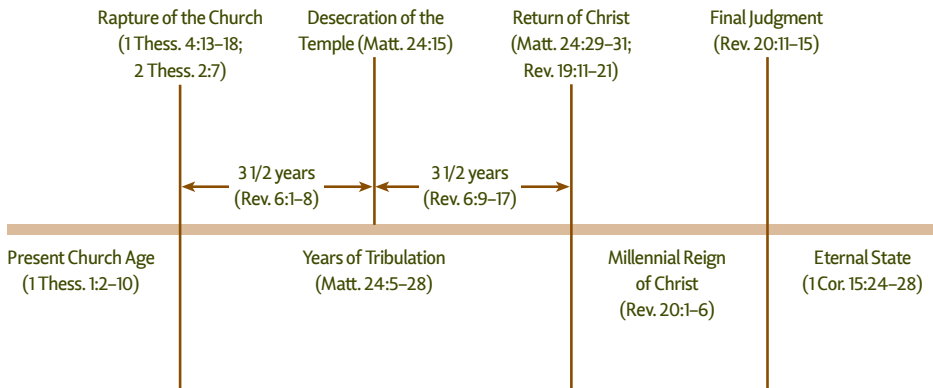 Rapture of the Church
(1 Thess. 4:13–18;
2 Thess. 2:7)
Desecration of the
Temple (Matt. 24:15)
Return of Christ
(Matt. 24:29–31;
Rev. 19:11–21)
Final Judgment
(Rev. 20:11–15)
3 1/2 years
(Rev. 6:1–8)
3 1/2 years
(Rev. 6:9–17)
Present Church Age
(1 Thess. 1:2–10)
Years of Tribulation
(Matt. 24:5–28)
Millennial Reign
of Christ
(Rev. 20:1–6)
Eternal State
(1 Cor. 15:24–28)